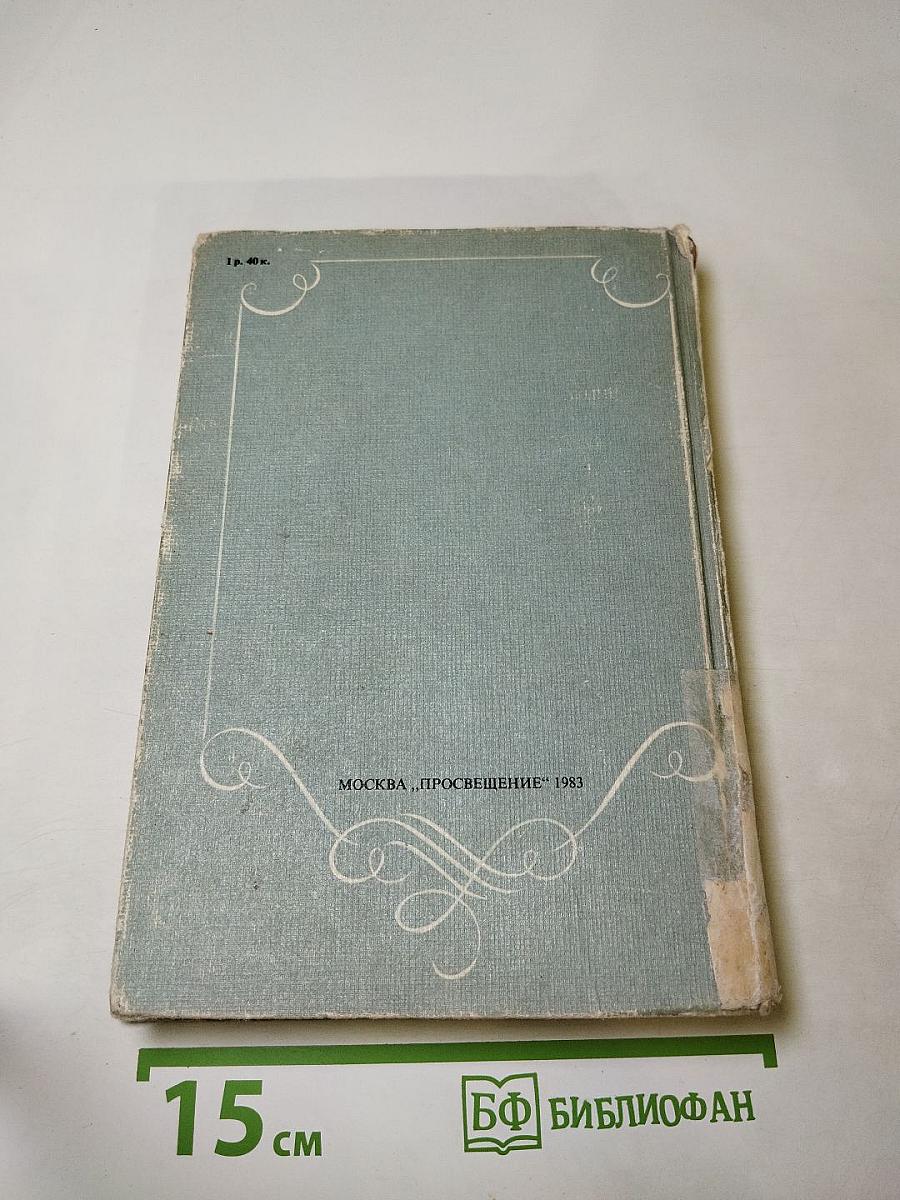 1 р. 40 к.
МОСКВА „ПРОСВЕЩЕНИЕ“ 1983
15 см
БФ БИБЛИОФАН